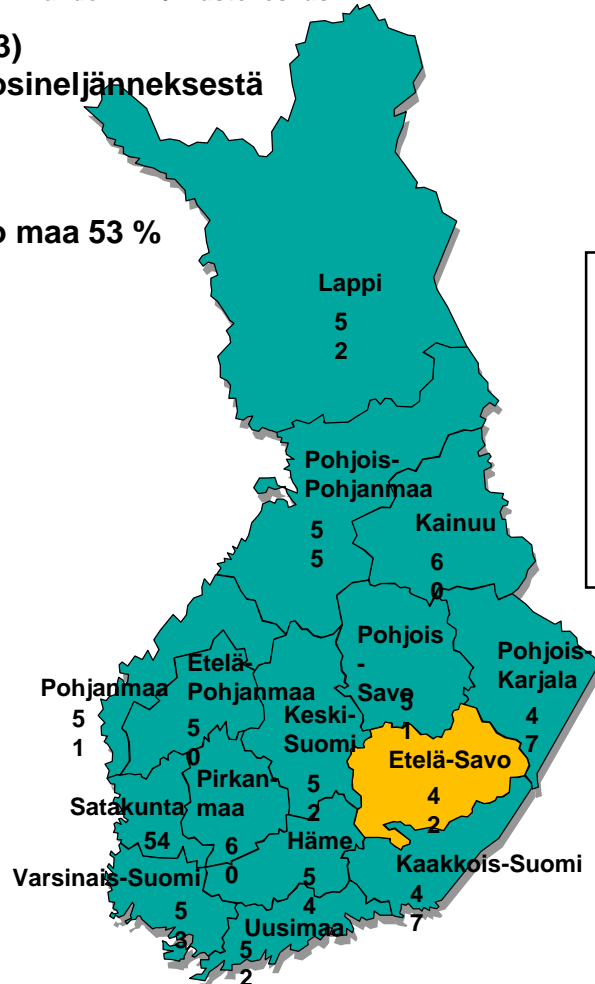 3)
osineljänneksestä
o maa 53 %
Lappi
5
2
Pohjois-
Pohjanmaa
5
5
Kainuu
6
0
Pohjois
-
Savo
5
1
Pohjois-
Karjala
4
7
Etelä-
Pohjanmaa
5
0
Pohjanmaa
5
1
Keski-
Suomi
5
2
Etelä-Savo
4
2
Pirkan-
maa
6
0
Satakunta
54
Häme
5
4
Kaakkois-Suomi
4
7
Varsinais-Suomi
5
3
Uusimaa
5
2